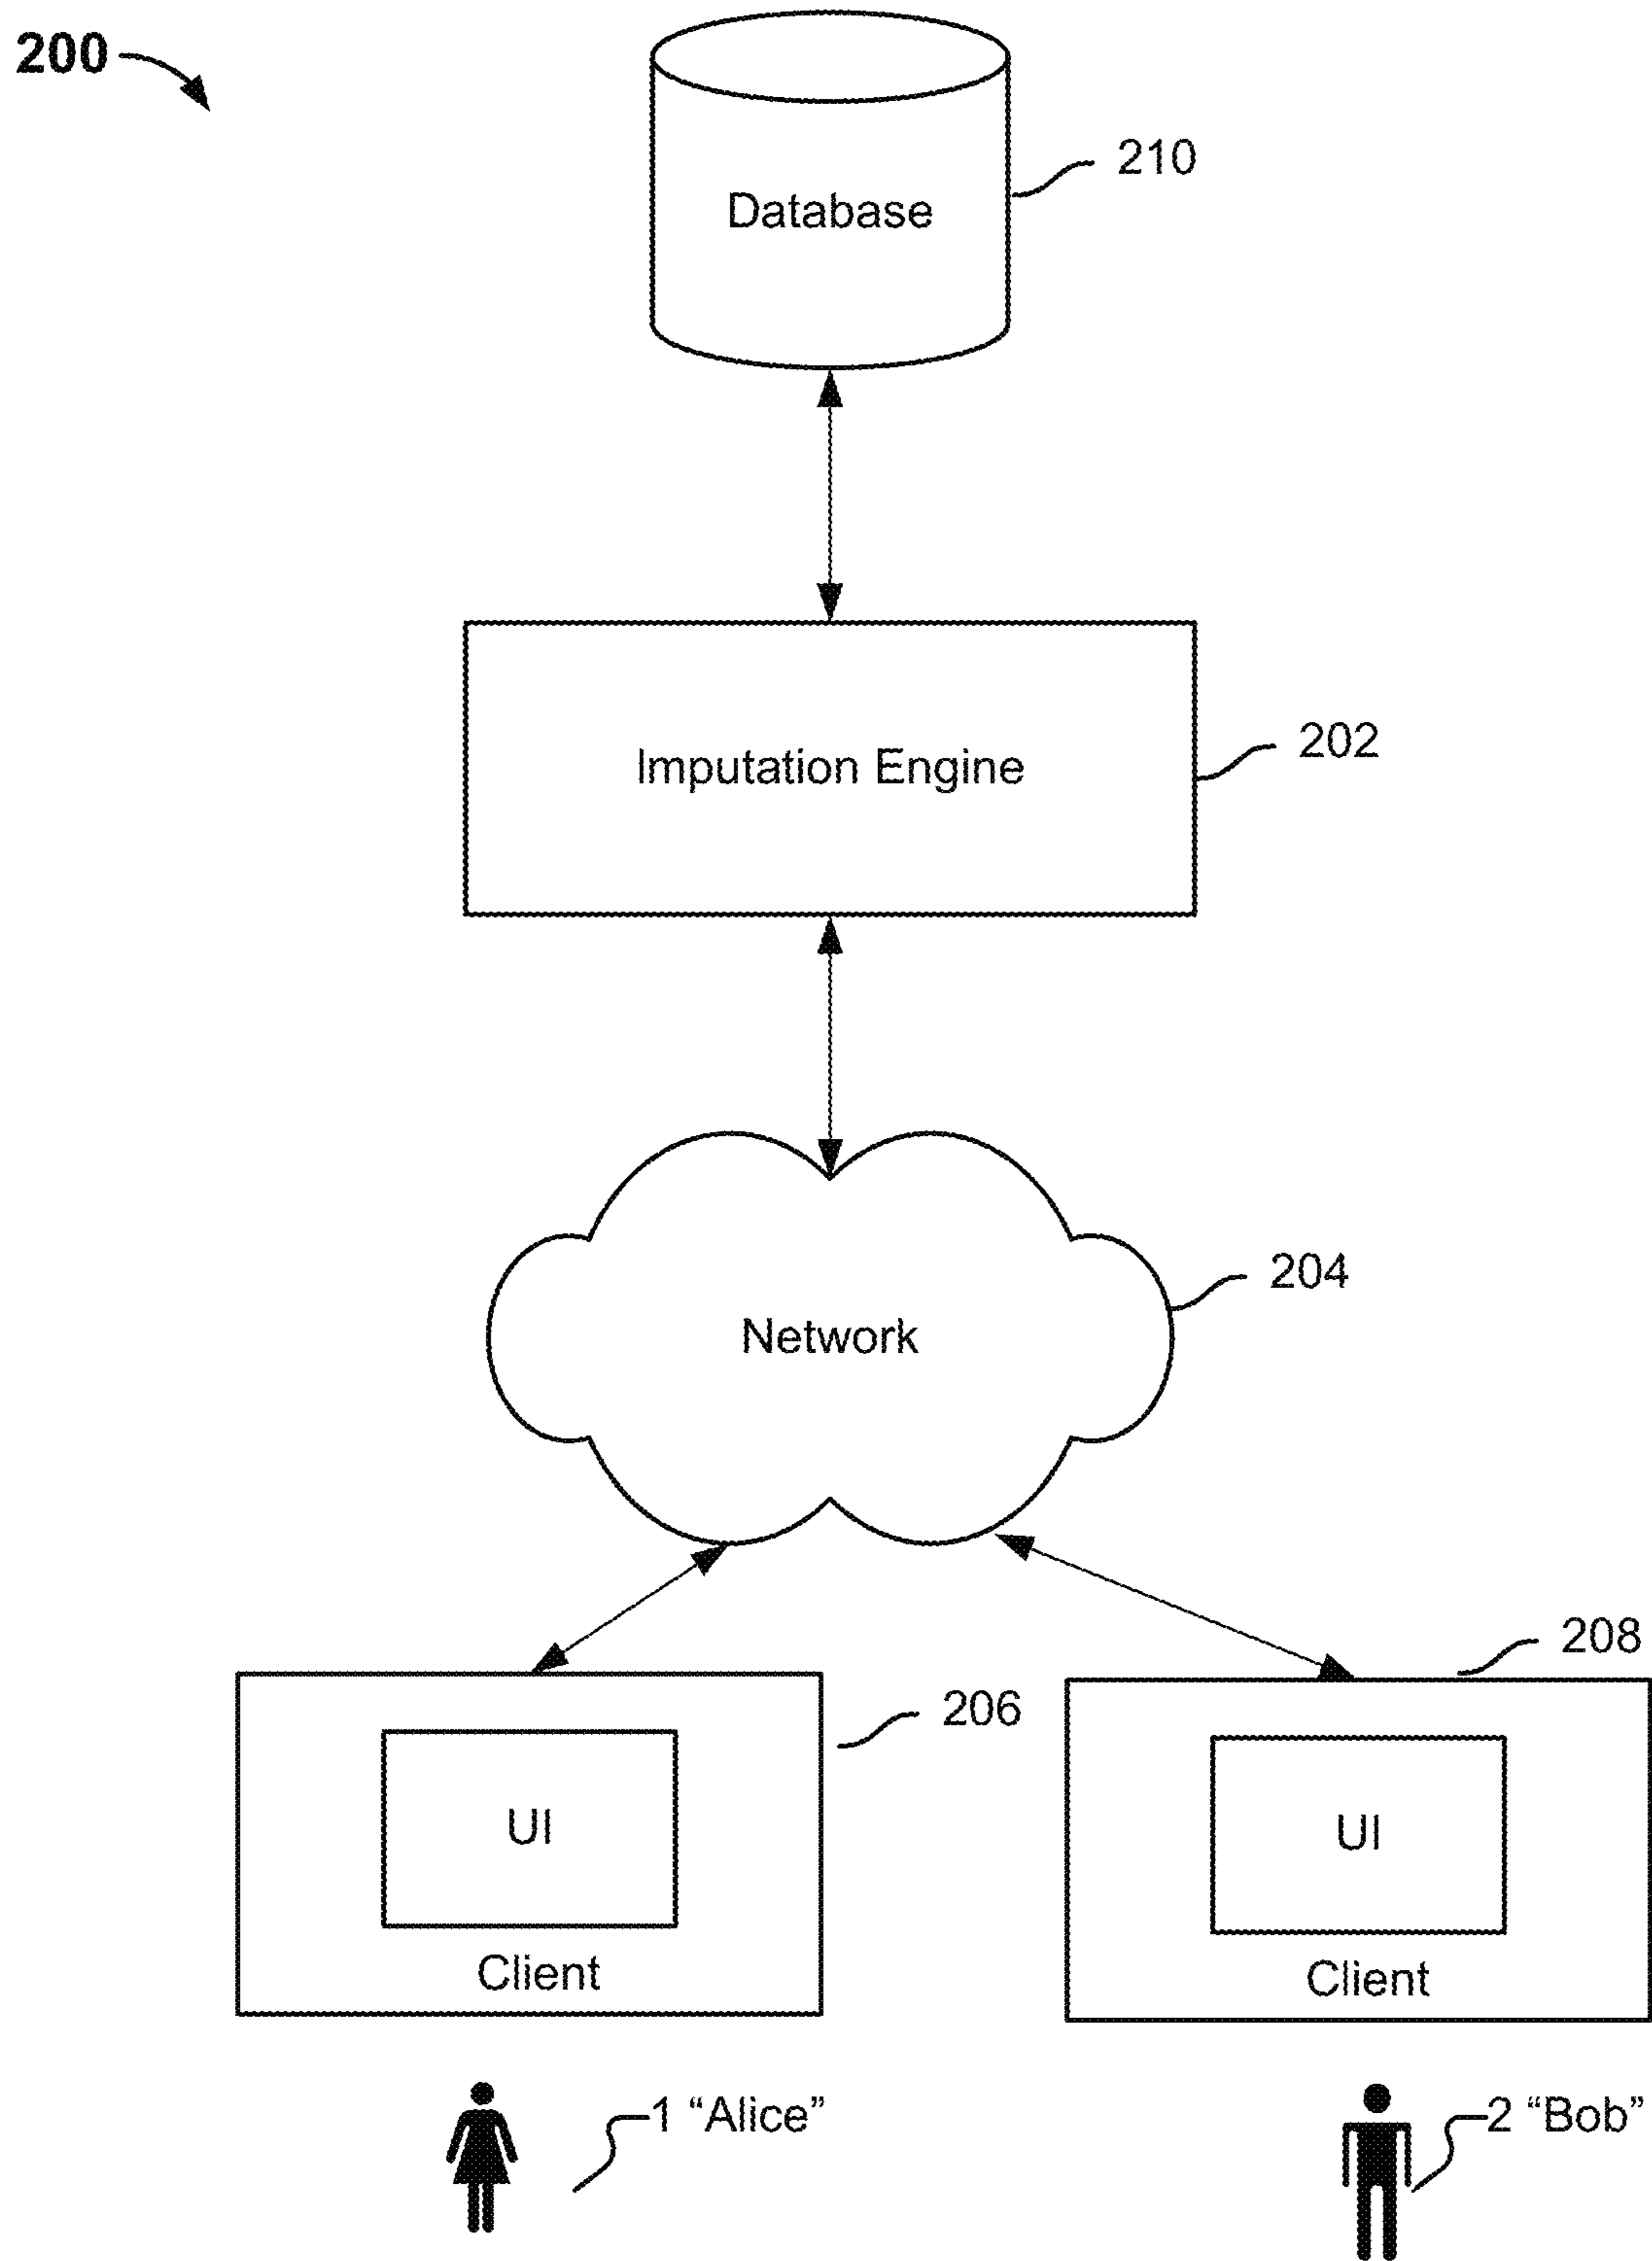 200
210
Database
202
Imputation Engine
204
Network
208
206
UI
UI
Client
Client
1 “Alice”
2 “Bob”